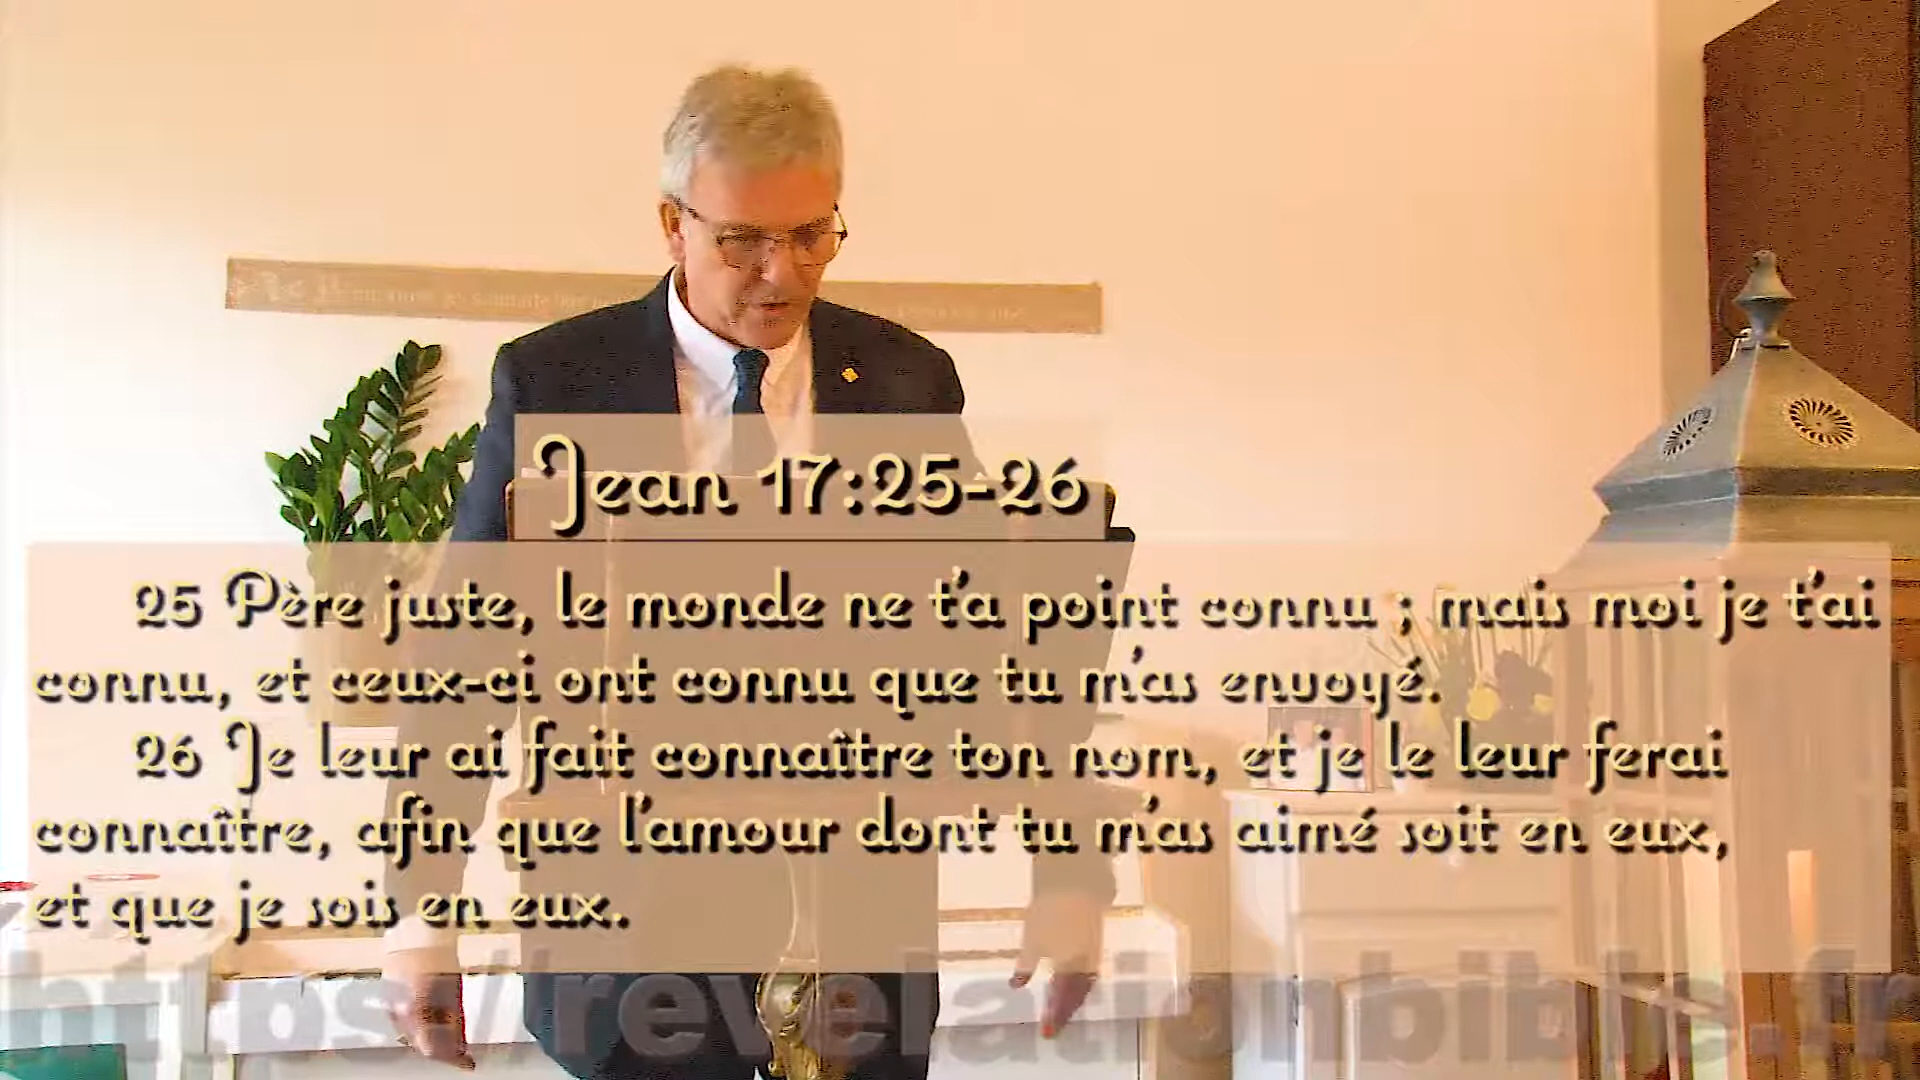 Jean 17:25-26
25 Père juste, le monde ne t'a point connu ; mais moi je t'ai
connu, et ceux-ci ont connu que tu m'as envoyé.
26 Je leur ai fait connaître ton nom, et je le leur ferai
connaître, afin que l'amour dont tu m'as aimé soit en eux,
et que je sois en eux.
https://revelationbible.fr